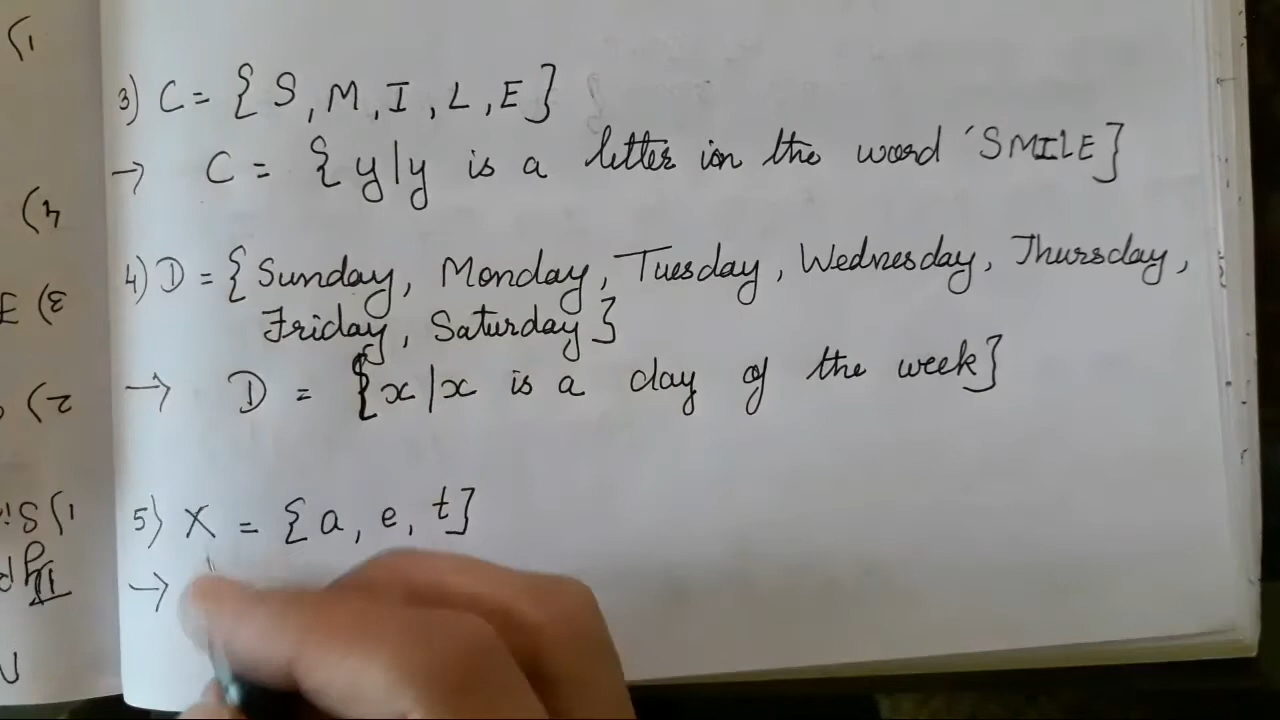 3) C = { S, M, I, L, E }
→ C = { y | y is a letter in the word 'SMILE }
4) D = { Sunday, Monday, Tuesday, Wednesday, Thursday,
Friday, Saturday }
→ D = { x | x is a day of the week }
5) X = { a, e, t }
→